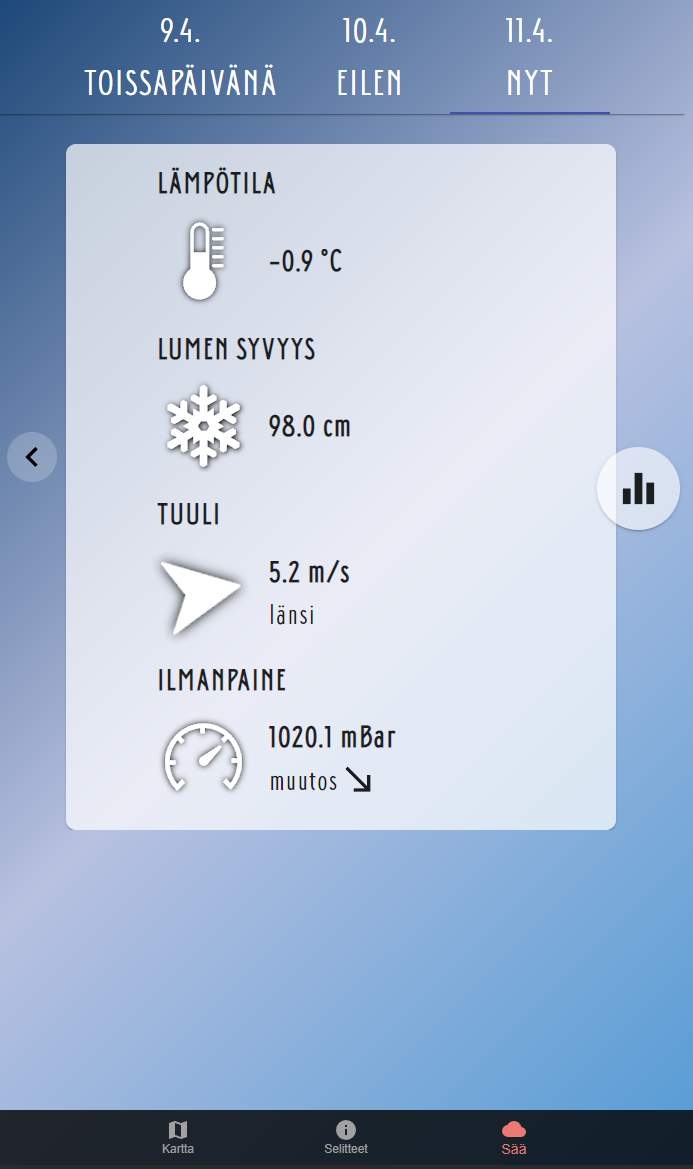 9.4. 10.4. 11.4.
TOISSAPÄIVÄNÄ EILEN NYT
LÄMPÖTILA
-0.9 °C
LUMEN SYVYYS
98.0 cm
TUULI
5.2 m/s
länsi
ILMANPAINE
1020.1 mBar
muutos
Kartta Selitteet Sää